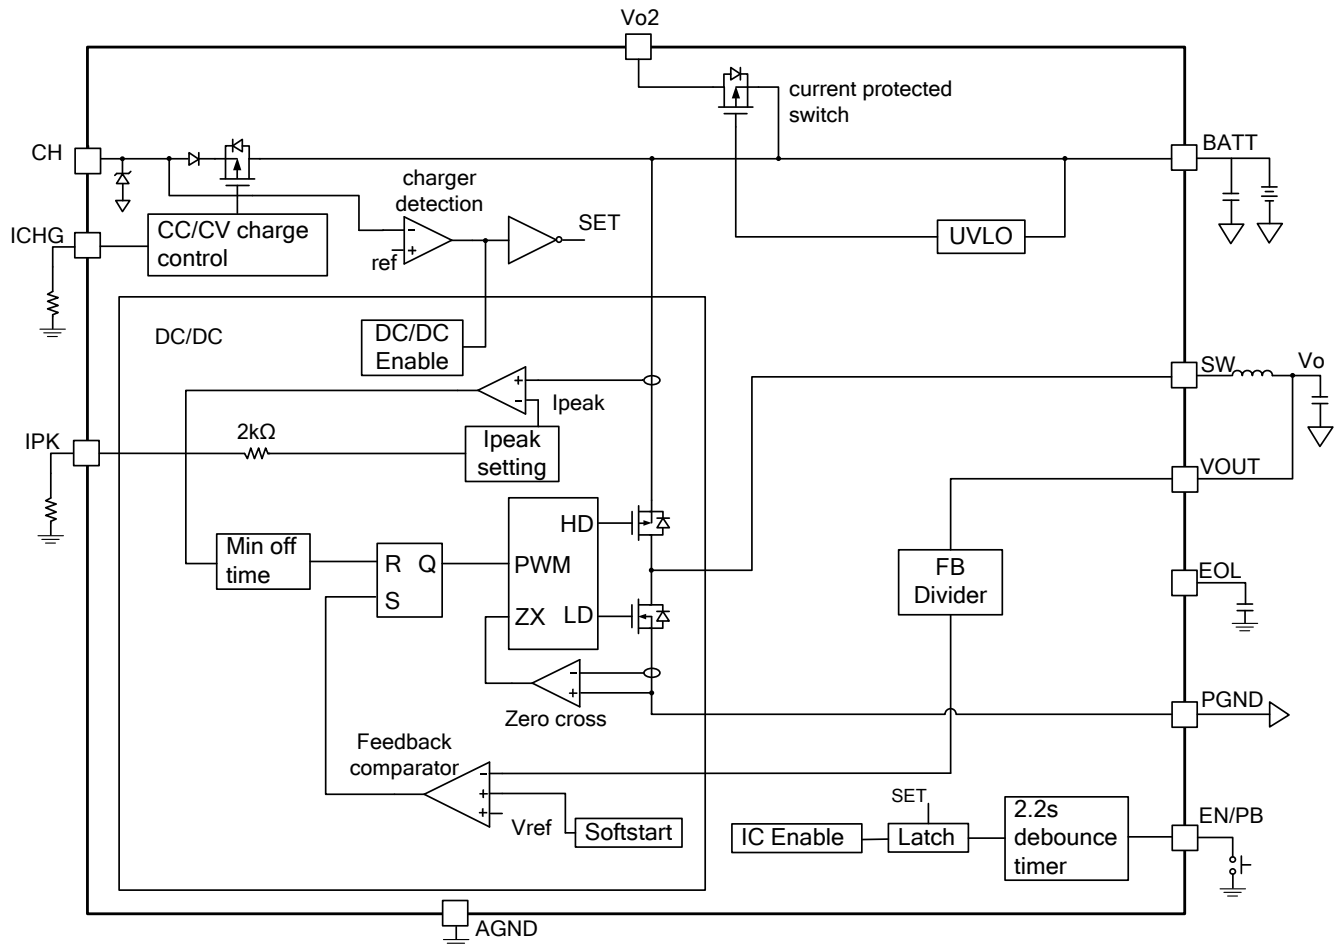 Vo2
current protected
switch
CH
BATT
charger
detection
SET
ICHG
CC/CV charge
control
-
+
ref
UVLO
DC/DC
DC/DC
Enable
SW
Vo
+
-
Ipeak
IPK
2kΩ
Ipeak
setting
VOUT
HD
Min off
time
R Q
S
PWM
ZX
LD
FB
Divider
EOL
-
+
Zero cross
PGND
Feedback
comparator
-
+
+
Vref
Softstart
SET
IC Enable
Latch
2.2s
debounce
timer
EN/PB
AGND